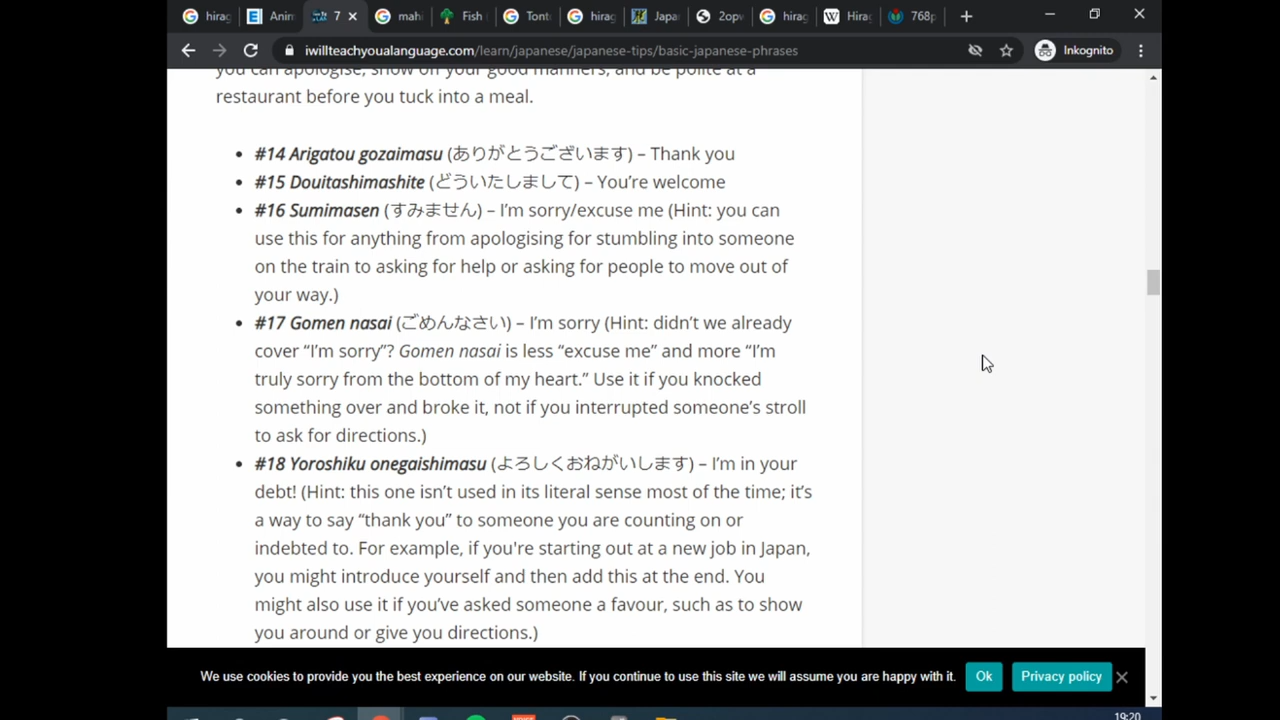 hirag
Anim
7
mah
Fish
Tont
hirag
Japa
2opv
hirag
W Hirag
768p
iwillteachyoualanguage.com/learn/japanese/japanese-tips/basic-japanese-phrases
Inkognito
you can apologise, show off your good manners, and be polite at a
restaurant before you tuck into a meal.
• #14 Arigatou gozaimasu (ありがとうございます) – Thank you
• #15 Douitashimashite (どういたしまして) – You’re welcome
• #16 Sumimasen (すみません) – I’m sorry/excuse me (Hint: you can
use this for anything from apologising for stumbling into someone
on the train to asking for help or asking for people to move out of
your way.)
• #17 Gomen nasai (ごめんなさい) – I’m sorry (Hint: didn’t we already
cover “I’m sorry”? Gomen nasai is less “excuse me” and more “I’m
truly sorry from the bottom of my heart.” Use it if you knocked
something over and broke it, not if you interrupted someone’s stroll
to ask for directions.)
• #18 Yoroshiku onegaishimasu (よろしくおねがいします) – I’m in your
debt! (Hint: this one isn’t used in its literal sense most of the time; it’s
a way to say “thank you” to someone you are counting on or
indebted to. For example, if you're starting out at a new job in Japan,
you might introduce yourself and then add this at the end. You
might also use it if you’ve asked someone a favour, such as to show
you around or give you directions.)
We use cookies to provide you the best experience on our website. If you continue to use this site we will assume you are happy with it.
Ok
Privacy policy
19:20